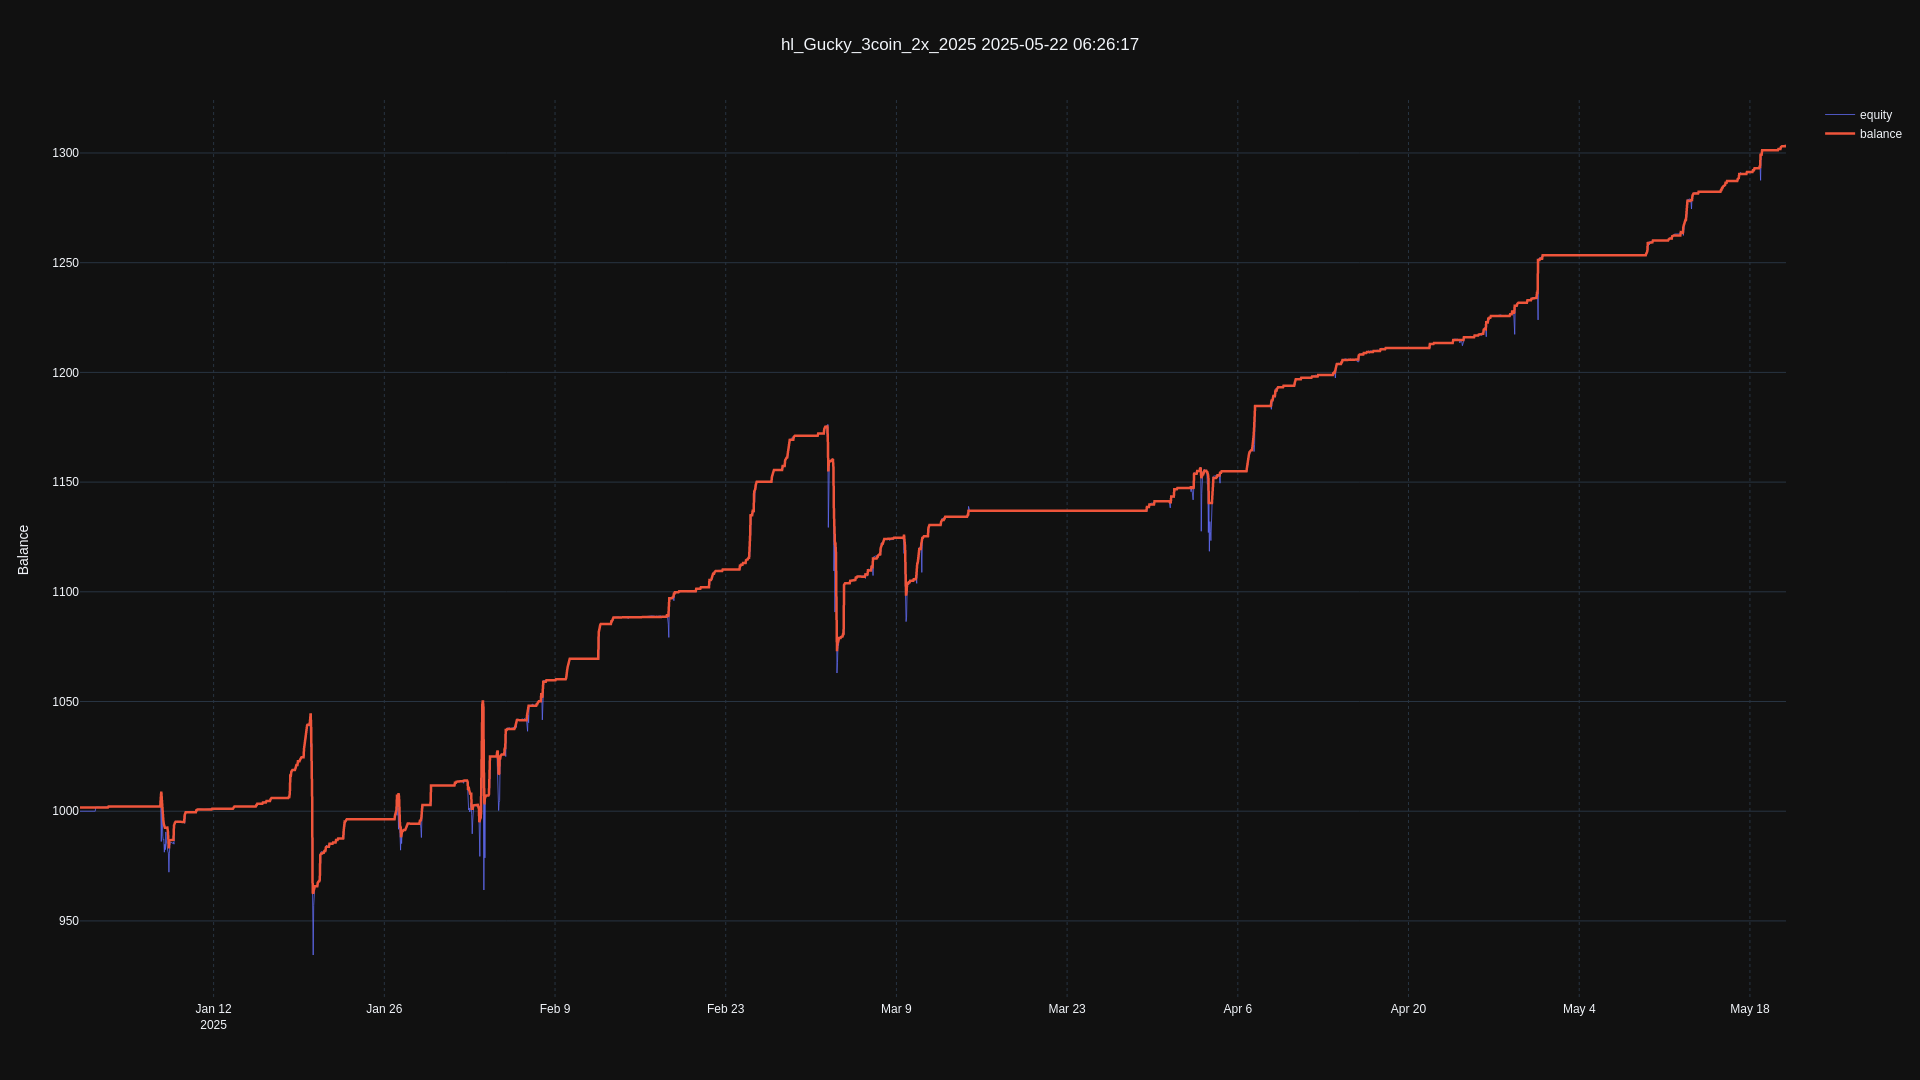 hl_Gucky_3coin_2x_2025 2025-05-22 06:26:17
equity
balance
1300
1250
1200
1150
1100
1050
1000
950
Balance
Jan 12
2025
Jan 26
Feb 9
Feb 23
Mar 9
Mar 23
Apr 6
Apr 20
May 4
May 18